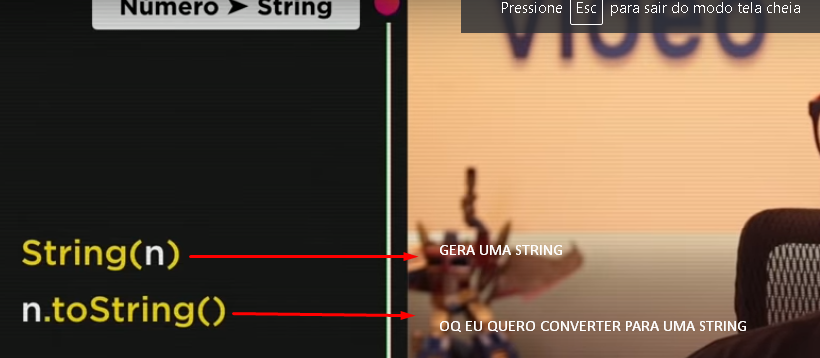 Número ➤ String
Pressione Esc para sair do modo tela cheia
vídeo
String(n)
GERA UMA STRING
n.toString()
OQ EU QUERO CONVERTER PARA UMA STRING